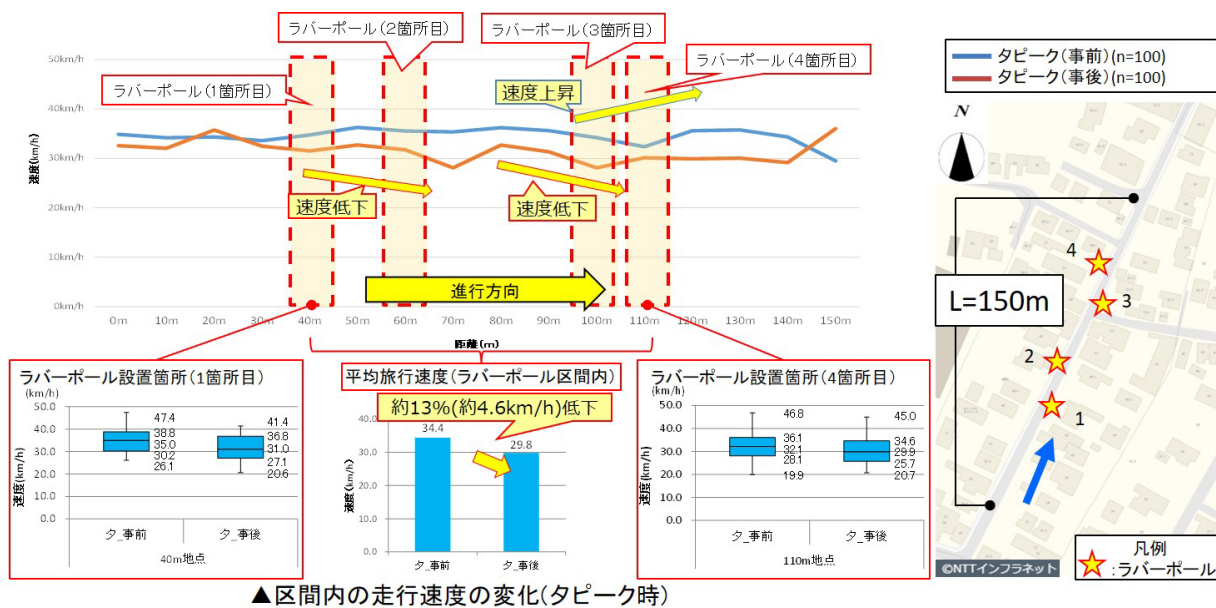 ラバーポール(2箇所目)
ラバーポール(3箇所目)
ラバーポール(4箇所目)
ラバーポール(1箇所目)
50km/h
40km/h
30km/h
20km/h
10km/h
0km/h
速度(km/h)
速度上昇
速度低下
速度低下
進行方向
0m 10m 20m 30m 40m 50m 60m 70m 80m 90m 100m 110m 120m 130m 140m 150m
距離(m)
タピーク(事前)(n=100)
タピーク(事後)(n=100)
N
L=150m
4
3
2
1
凡例
:ラバーポール
©NTTインフラネット
ラバーポール設置箇所(1箇所目)
(km/h)
50.0
40.0
30.0
20.0
10.0
0.0
速度(km/h)
47.4
38.8
35.0
30.2
26.1
41.4
36.8
31.0
27.1
20.6
夕_事前 夕_事後
40m地点
平均旅行速度(ラバーポール区間内)
約13%(約4.6km/h)低下
40.0
30.0
20.0
10.0
0.0
速度(km/h)
34.4
29.8
夕_事前 夕_事後
ラバーポール設置箇所(4箇所目)
(km/h)
50.0
40.0
30.0
20.0
10.0
0.0
速度(km/h)
46.8
36.1
32.1
28.1
19.9
45.0
34.6
29.9
25.7
20.7
夕_事前 夕_事後
110m地点
▲区間内の走行速度の変化(タピーク時)